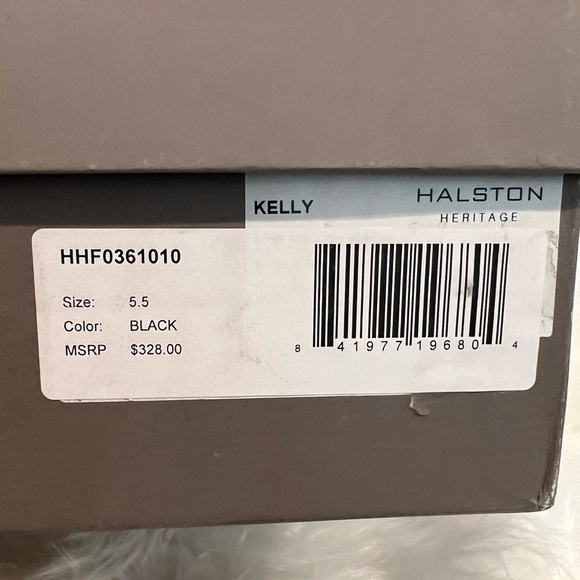 KELLY
HALSTON
HERITAGE
HHF0361010
Size: 5.5
Color: BLACK
MSRP $328.00
8 41977 19680 4